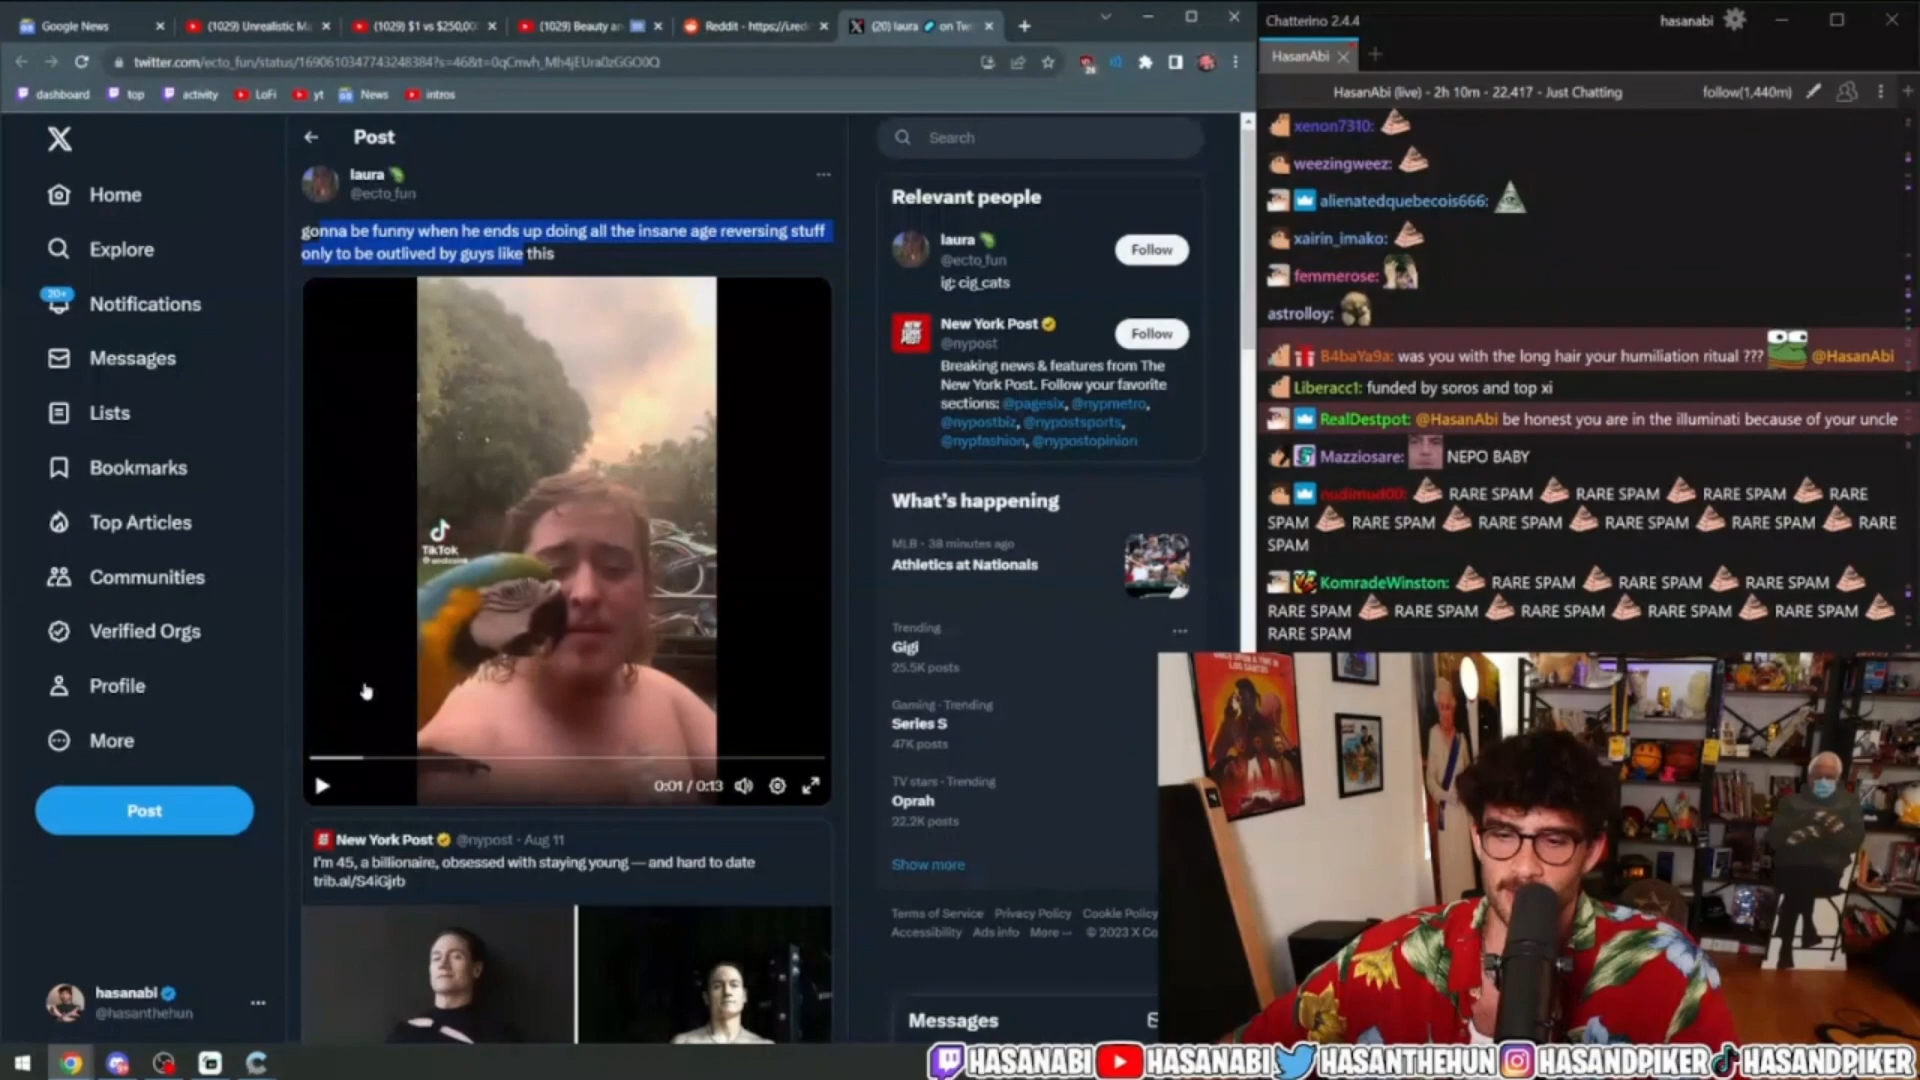 Google News
(1029) Unrealistic M
(1029) $1 vs $250,00
(1029) Beauty an
Reddit - https://i.red
(20) laura on Tw
twitter.com/ecto_fun/status/1690610347743248384?s=46&t=0qCmvh_Mh4jEUra0zGGO0Q
dashboard
top
activity
LoFi
yt
News
intros
X
Home
Explore
20+
Notifications
Messages
Lists
Bookmarks
Top Articles
Communities
Verified Orgs
Profile
More
Post
hasanabi
@hasanthehun
Post
laura
@ecto_fun
gonna be funny when he ends up doing all the insane age reversing stuff
only to be outlived by guys like this
TikTok
0:01 / 0:13
New York Post @nypost · Aug 11
I'm 45, a billionaire, obsessed with staying young — and hard to date
trib.al/S4iGjrb
Search
Relevant people
laura
@ecto_fun
Follow
ig: cig_cats
NEW YORK POST
New York Post
@nypost
Follow
Breaking news & features from The
New York Post. Follow your favorite
sections: @pagesix, @nypmetro,
@nypostbiz, @nypostsports,
@nypfashion, @nypostopinion
What's happening
MLB · 38 minutes ago
Athletics at Nationals
Trending
Gigi
25.5K posts
Gaming · Trending
Series S
47K posts
TV stars · Trending
Oprah
22.2K posts
Show more
Terms of Service Privacy Policy Cookie Policy
Accessibility Ads info More ··· © 2023 X Co
Messages
Chatterino 2.4.4
hasanabi
HasanAbi
HasanAbi (live) - 2h 10m - 22,417 - Just Chatting
follow(1,440m)
xenon7310:
weezingweez:
alienatedquebecois666:
xairin_imako:
femmerose:
astrolloy:
B4baYa9a: was you with the long hair your humiliation ritual ??? @HasanAbi
Liberacc1: funded by soros and top xi
RealDestpot: @HasanAbi be honest you are in the illuminati because of your uncle
Mazziosare: NEPO BABY
nudimud00: RARE SPAM RARE SPAM RARE SPAM RARE
SPAM RARE SPAM RARE SPAM RARE SPAM RARE SPAM RARE
SPAM
KomradeWinston: RARE SPAM RARE SPAM RARE SPAM
RARE SPAM RARE SPAM RARE SPAM RARE SPAM RARE SPAM
RARE SPAM
HASANABI HASANABI HASANTHEHUN HASANDPIKER HASANDPIKER